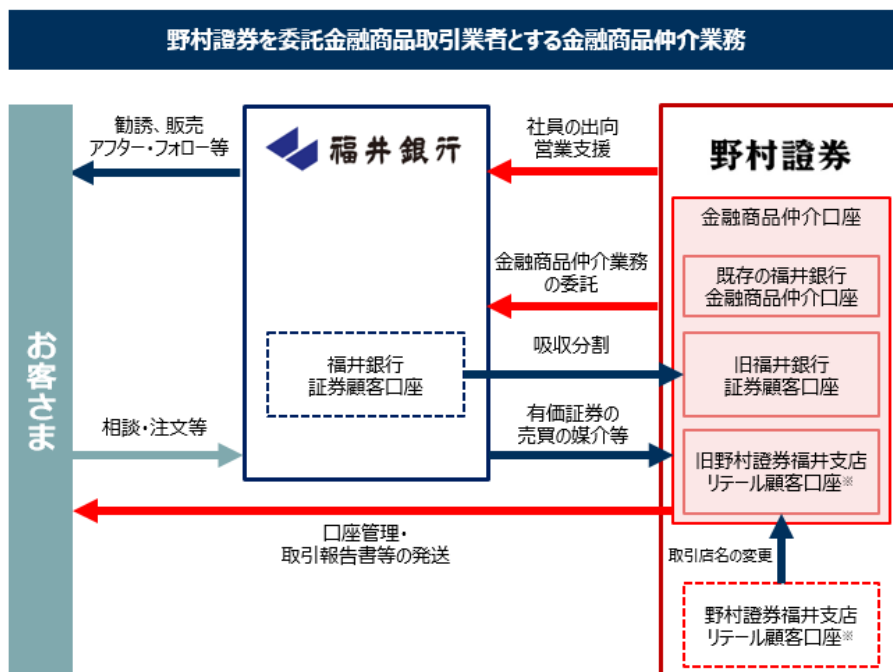 野村證券を委託金融商品取引業者とする金融商品仲介業務
お客さま
勧誘、販売
アフター・フォロー等
福井銀行
社員の出向
営業支援
野村證券
金融商品仲介口座
金融商品仲介業務
の委託
既存の福井銀行
金融商品仲介口座
福井銀行
証券顧客口座
吸収分割
旧福井銀行
証券顧客口座
相談・注文等
有価証券の
売買の媒介等
旧野村證券福井支店
リテール顧客口座※
口座管理・
取引報告書等の発送
取引店名の変更
野村證券福井支店
リテール顧客口座※